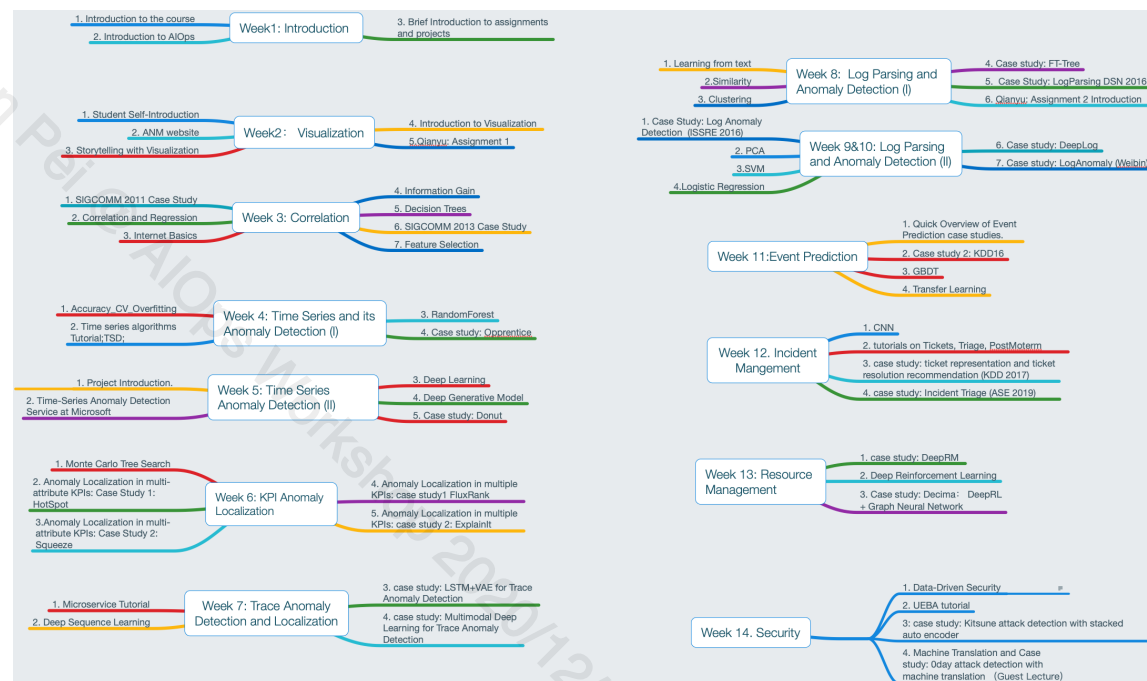 1. Introduction to the course
2. Introduction to AIOps
Week1: Introduction
3. Brief Introduction to assignments
and projects
1. Student Self-Introduction
2. ANM website
3. Storytelling with Visualization
Week2: Visualization
4. Introduction to Visualization
5.Qianyu: Assignment 1
1. SIGCOMM 2011 Case Study
2. Correlation and Regression
3. Internet Basics
Week 3: Correlation
4. Information Gain
5. Decision Trees
6. SIGCOMM 2013 Case Study
7. Feature Selection
1. Accuracy_CV_Overfitting
2. Time series algorithms
Tutorial;TSD;
Week 4: Time Series and its
Anomaly Detection (I)
3. RandomForest
4. Case study: Opprentice
1. Project Introduction.
2. Time-Series Anomaly Detection
Service at Microsoft
Week 5: Time Series
Anomaly Detection (II)
3. Deep Learning
4. Deep Generative Model
5. Case study: Donut
1. Monte Carlo Tree Search
2. Anomaly Localization in multi-
attribute KPIs: Case Study 1:
HotSpot
3.Anomaly Localization in multi-
attribute KPIs: Case Study 2:
Squeeze
Week 6: KPI Anomaly
Localization
4. Anomaly Localization in multiple
KPIs: case study1 FluxRank
5. Anomaly Localization in multiple
KPIs: case study 2: ExplainIt
1. Microservice Tutorial
2. Deep Sequence Learning
Week 7: Trace Anomaly
Detection and Localization
3. case study: LSTM+VAE for Trace
Anomaly Detection
4. case study: Multimodal Deep
Learning for Trace Anomaly
Detection
1. Learning from text
2.Similarity
3. Clustering
Week 8: Log Parsing and
Anomaly Detection (I)
4. Case study: FT-Tree
5. Case Study: LogParsing DSN 2016
6. Qianyu: Assignment 2 Introduction
1. Case Study: Log Anomaly
Detection (ISSRE 2016)
2. PCA
3.SVM
4.Logistic Regression
Week 9&10: Log Parsing
and Anomaly Detection (II)
6. Case study: DeepLog
7. Case study: LogAnomaly (Weibin)
Week 11:Event Prediction
1. Quick Overview of Event
Prediction case studies.
2. Case study 2: KDD16
3. GBDT
4. Transfer Learning
Week 12. Incident
Mangement
1. CNN
2. tutorials on Tickets, Triage, PostMoterm
3. case study: ticket representation and ticket
resolution recommendation (KDD 2017)
4. case study: Incident Triage (ASE 2019)
Week 13: Resource
Management
1. case study: DeepRM
2. Deep Reinforcement Learning
3. Case study: Decima: DeepRL
+ Graph Neural Network
Week 14. Security
1. Data-Driven Security
2. UEBA tutorial
3: case study: Kitsune attack detection with stacked
auto encoder
4. Machine Translation and Case
study: 0day attack detection with
machine translation (Guest Lecture)
Pei @ AIOps Workshop 2020/12